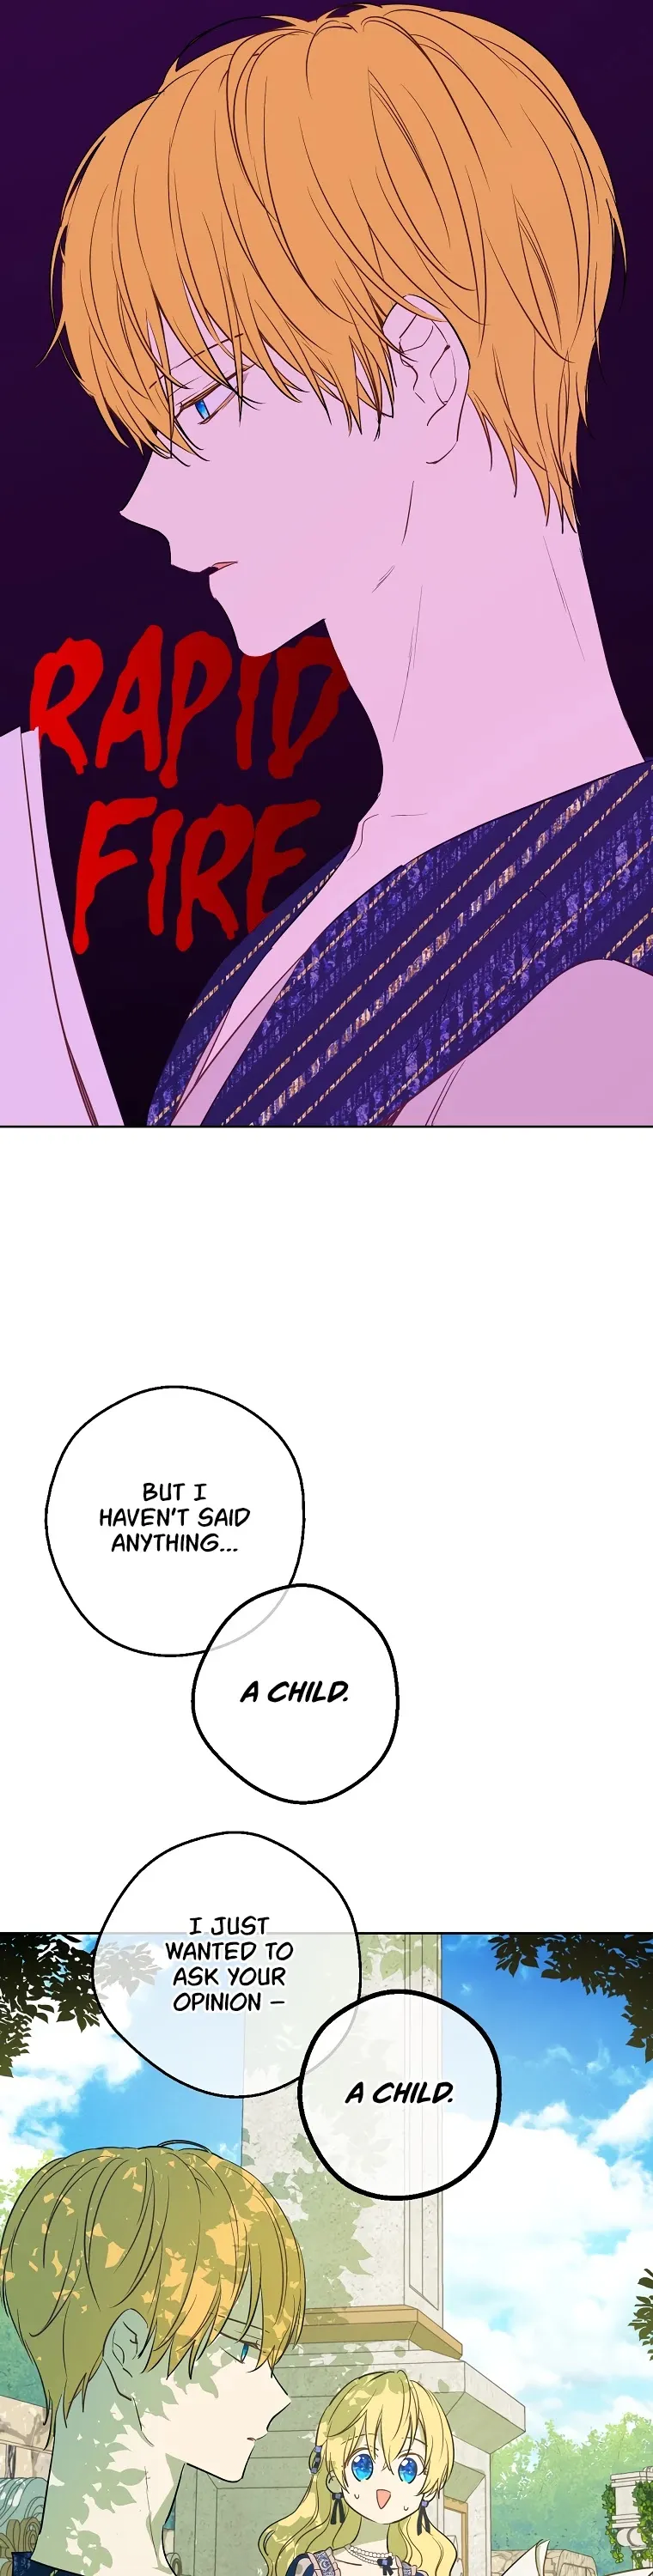 RAPID
FIRE
BUT I
HAVEN'T SAID
ANYTHING...
A CHILD.
I JUST
WANTED TO
ASK YOUR
OPINION –
A CHILD.